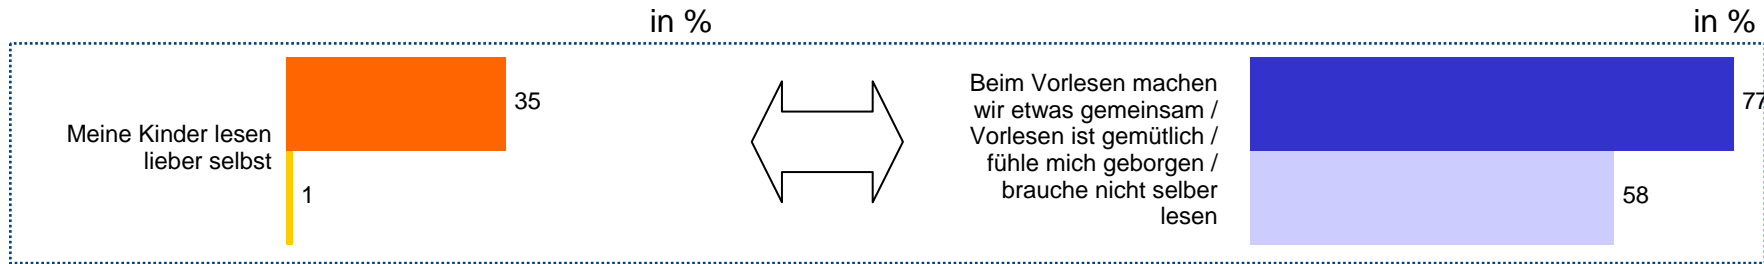 in %
in %
Meine Kinder lesen
lieber selbst
35
1
Beim Vorlesen machen
wir etwas gemeinsam /
Vorlesen ist gemütlich /
fühle mich geborgen /
brauche nicht selber
lesen
77
58